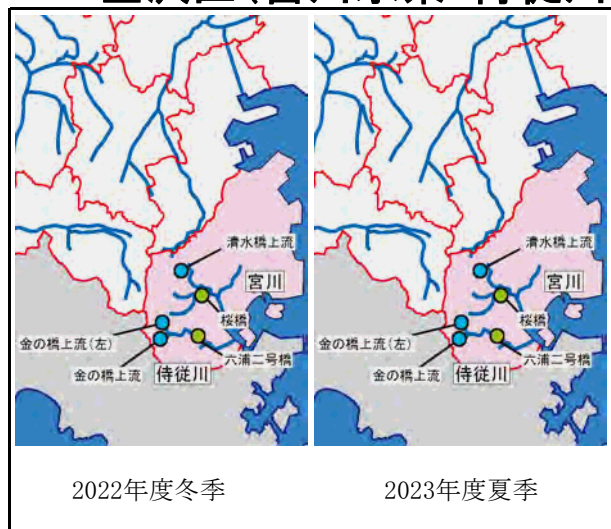 清水橋上流
宮川
桜橋
金の橋上流(左)
金の橋上流
六浦二号橋
侍従川
2022年度冬季
清水橋上流
宮川
桜橋
金の橋上流(左)
金の橋上流
六浦二号橋
侍従川
2023年度夏季